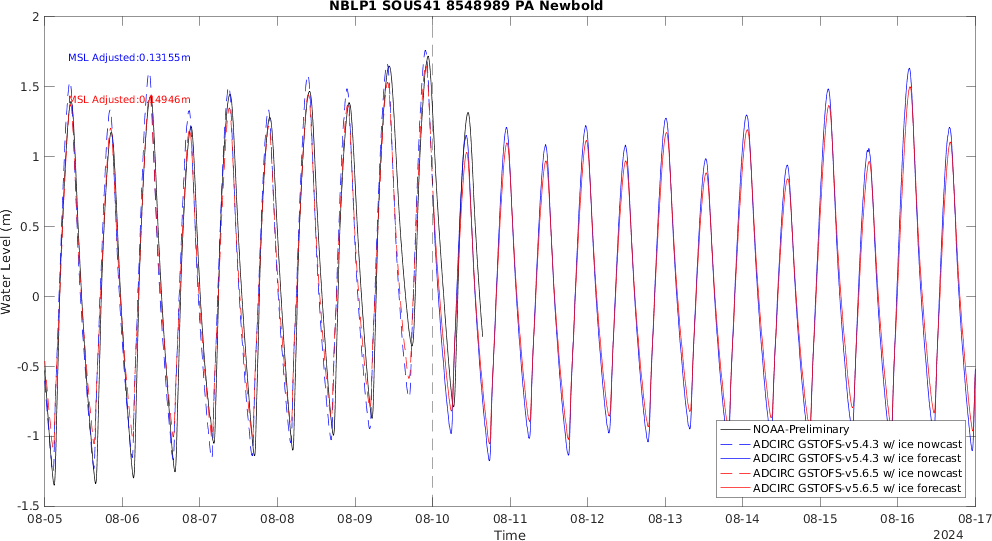 NBLP1 SOUS41 8548989 PA Newbold
MSL Adjusted:0.13155m
MSL Adjusted:0.14946m
Water Level (m)
2
1.5
1
0.5
0
-0.5
-1
-1.5
NOAA-Preliminary
ADCIRC GSTOFS-v5.4.3 w/ ice nowcast
ADCIRC GSTOFS-v5.4.3 w/ ice forecast
ADCIRC GSTOFS-v5.6.5 w/ ice nowcast
ADCIRC GSTOFS-v5.6.5 w/ ice forecast
08-05 08-06 08-07 08-08 08-09 08-10 08-11 08-12 08-13 08-14 08-15 08-16 08-17
Time
2024